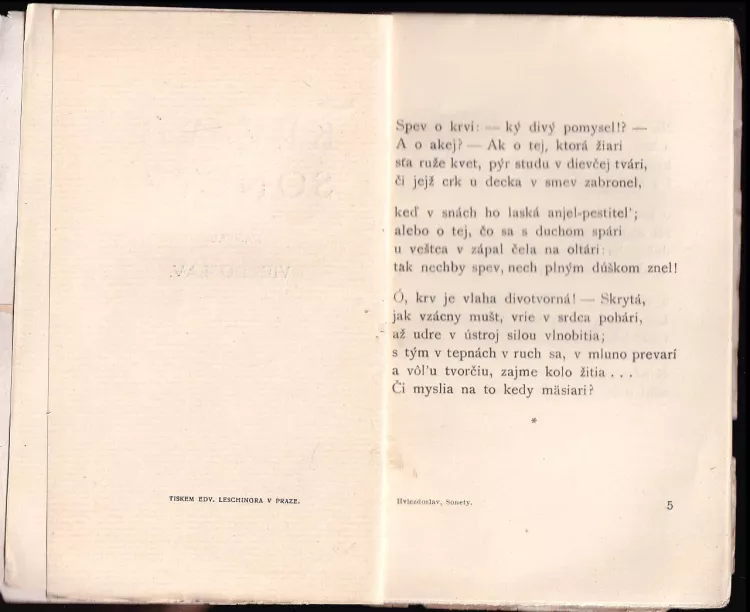 TISKEM EDV. LESCHINGRA V PRAZE.
Spev o krvi: — ký divý pomysel!? —
A o akej? — Ak o tej, ktorá žiari
sťa ruže kvet, pýr studu v dievčej tvári,
či jejž crk u decka v smev zabronel,
keď v snách ho laská anjel-pestiteľ;
alebo o tej, čo sa s duchom spári
u veštca v zápal čela na oltári:
tak nechby spev, nech plným dúškom znel!
Ó, krv je vlaha divotvorná! — Skrytá,
jak vzácny mušt, vrie v srdca pohári,
až udre v ústroj silou vlnobitia;
s tým v tepnách v ruch sa, v mluno prevarí
a vôľu tvorčiu, zajme kolo žitia . . .
Či myslia na to kedy mäsiari?
*
Hviezdoslav, Sonety.
5